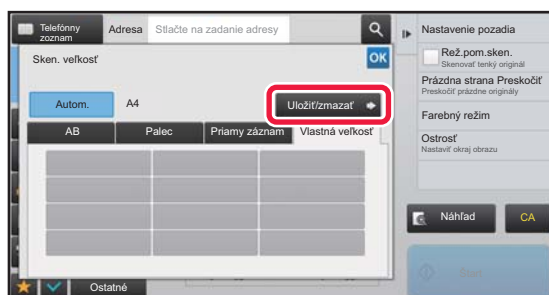 Telefónny
zoznam
Adresa
Stlačte na zadanie adresy
Sken. veľkosť
OK
Autom.
A4
Uložiť/zmazať
AB
Palec
Priamy záznam
Vlastná veľkosť
Ostatné
Nastavenie pozadia
Rež.pom.sken.
Skenovať tenký originál
Prázdna strana Preskočiť
Preskočiť prázdne originály
Farebný režim
Ostrosť
Nastaviť okraj obrazu
Náhľad
CA
Štart